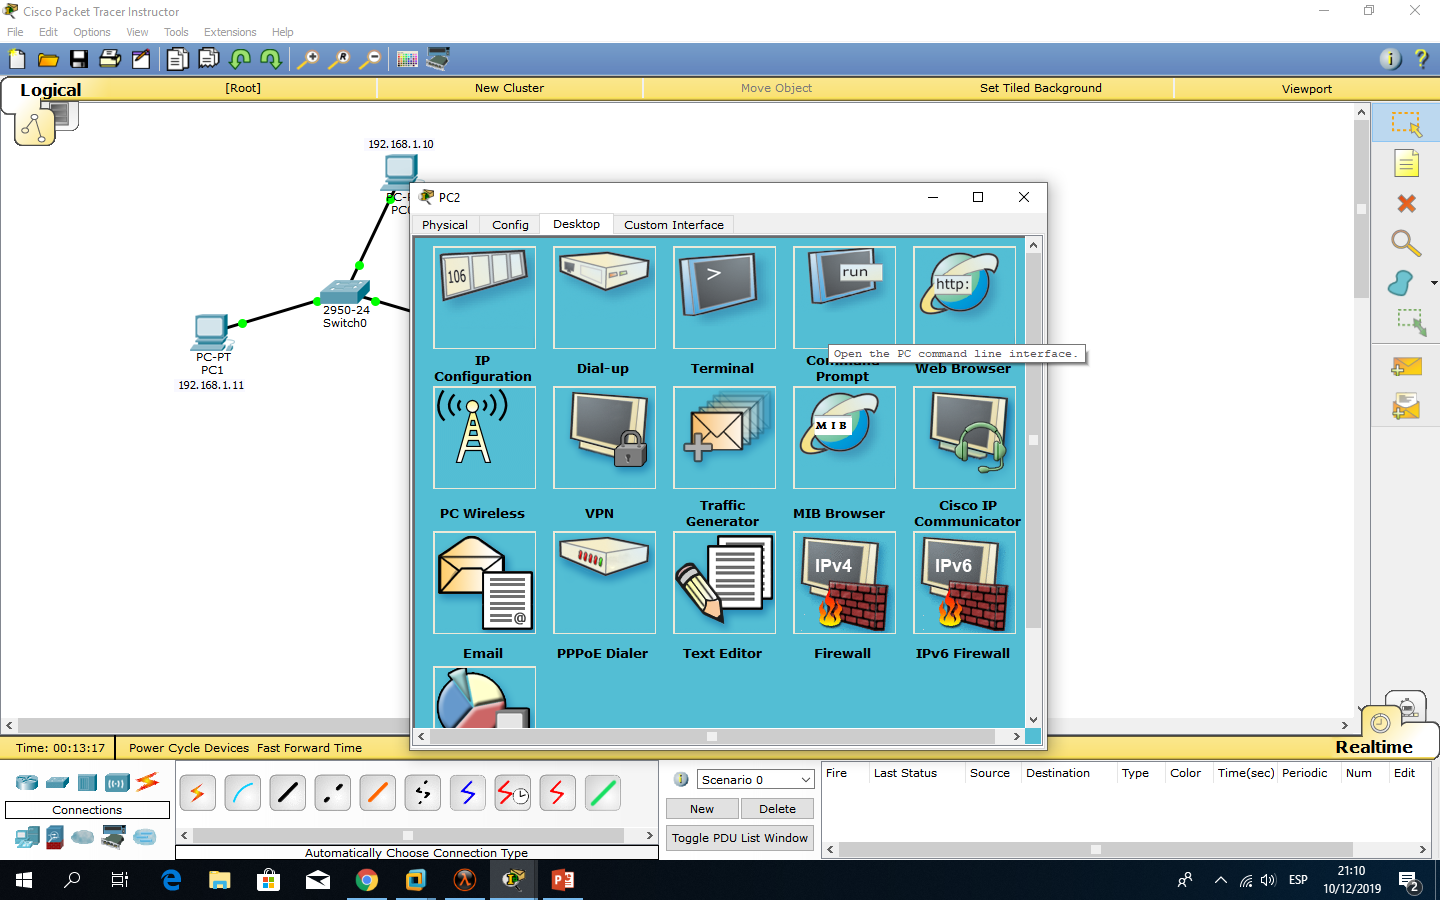 Cisco Packet Tracer Instructor
File Edit Options View Tools Extensions Help
Logical [Root] New Cluster Move Object Set Tiled Background Viewport
192.168.1.10
PC2
Physical Config Desktop Custom Interface
106 > run http:
2950-24
Switch0
PC-PT
PC1
192.168.1.11
Open the PC command line interface.
IP Configuration
Dial-up
Terminal
Command Prompt
Web Browser
MIB
PC Wireless
VPN
Traffic Generator
MIB Browser
Cisco IP Communicator
@ IPv4 IPv6
Email
PPPoE Dialer
Text Editor
Firewall
IPv6 Firewall
Time: 00:13:17 Power Cycle Devices Fast Forward Time
Realtime
Connections
Automatically Choose Connection Type
Scenario 0
New Delete
Toggle PDU List Window
Fire Last Status Source Destination Type Color Time(sec) Periodic Num Edit
ESP
21:10
10/12/2019
2